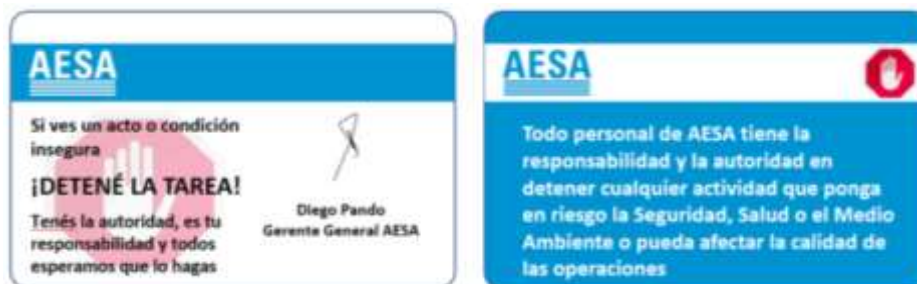 AESA
Si ves un acto o condición
insegura
¡DETENÉ LA TAREA!
Tenés la autoridad, es tu
responsabilidad y todos
esperamos que lo hagas
Diego Pando
Gerente General AESA
AESA
Todo personal de AESA tiene la
responsabilidad y la autoridad en
detener cualquier actividad que ponga
en riesgo la Seguridad, Salud o el Medio
Ambiente o pueda afectar la calidad de
las operaciones